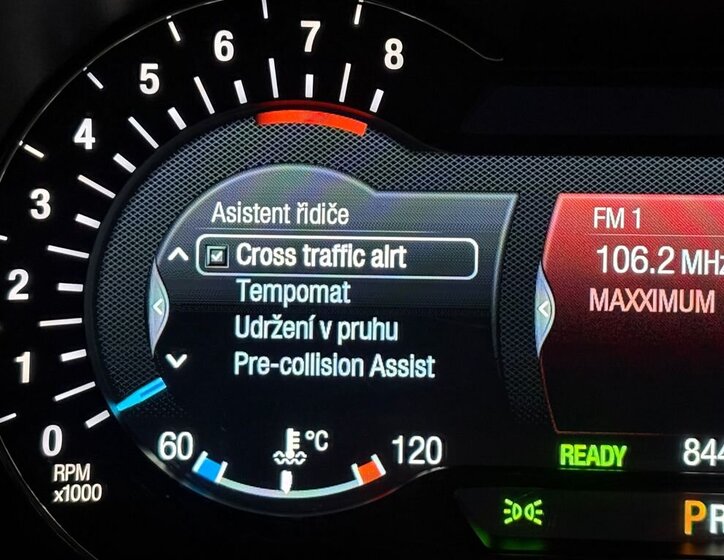 0
1
2
3
4
5
6
7
8
RPM
x1000
Asistent řidiče
Cross traffic alrt
Tempomat
Udržení v pruhu
Pre-collision Assist
60
°C
120
FM 1
106.2 MHz
MAXXIMUM
READY
844
PR